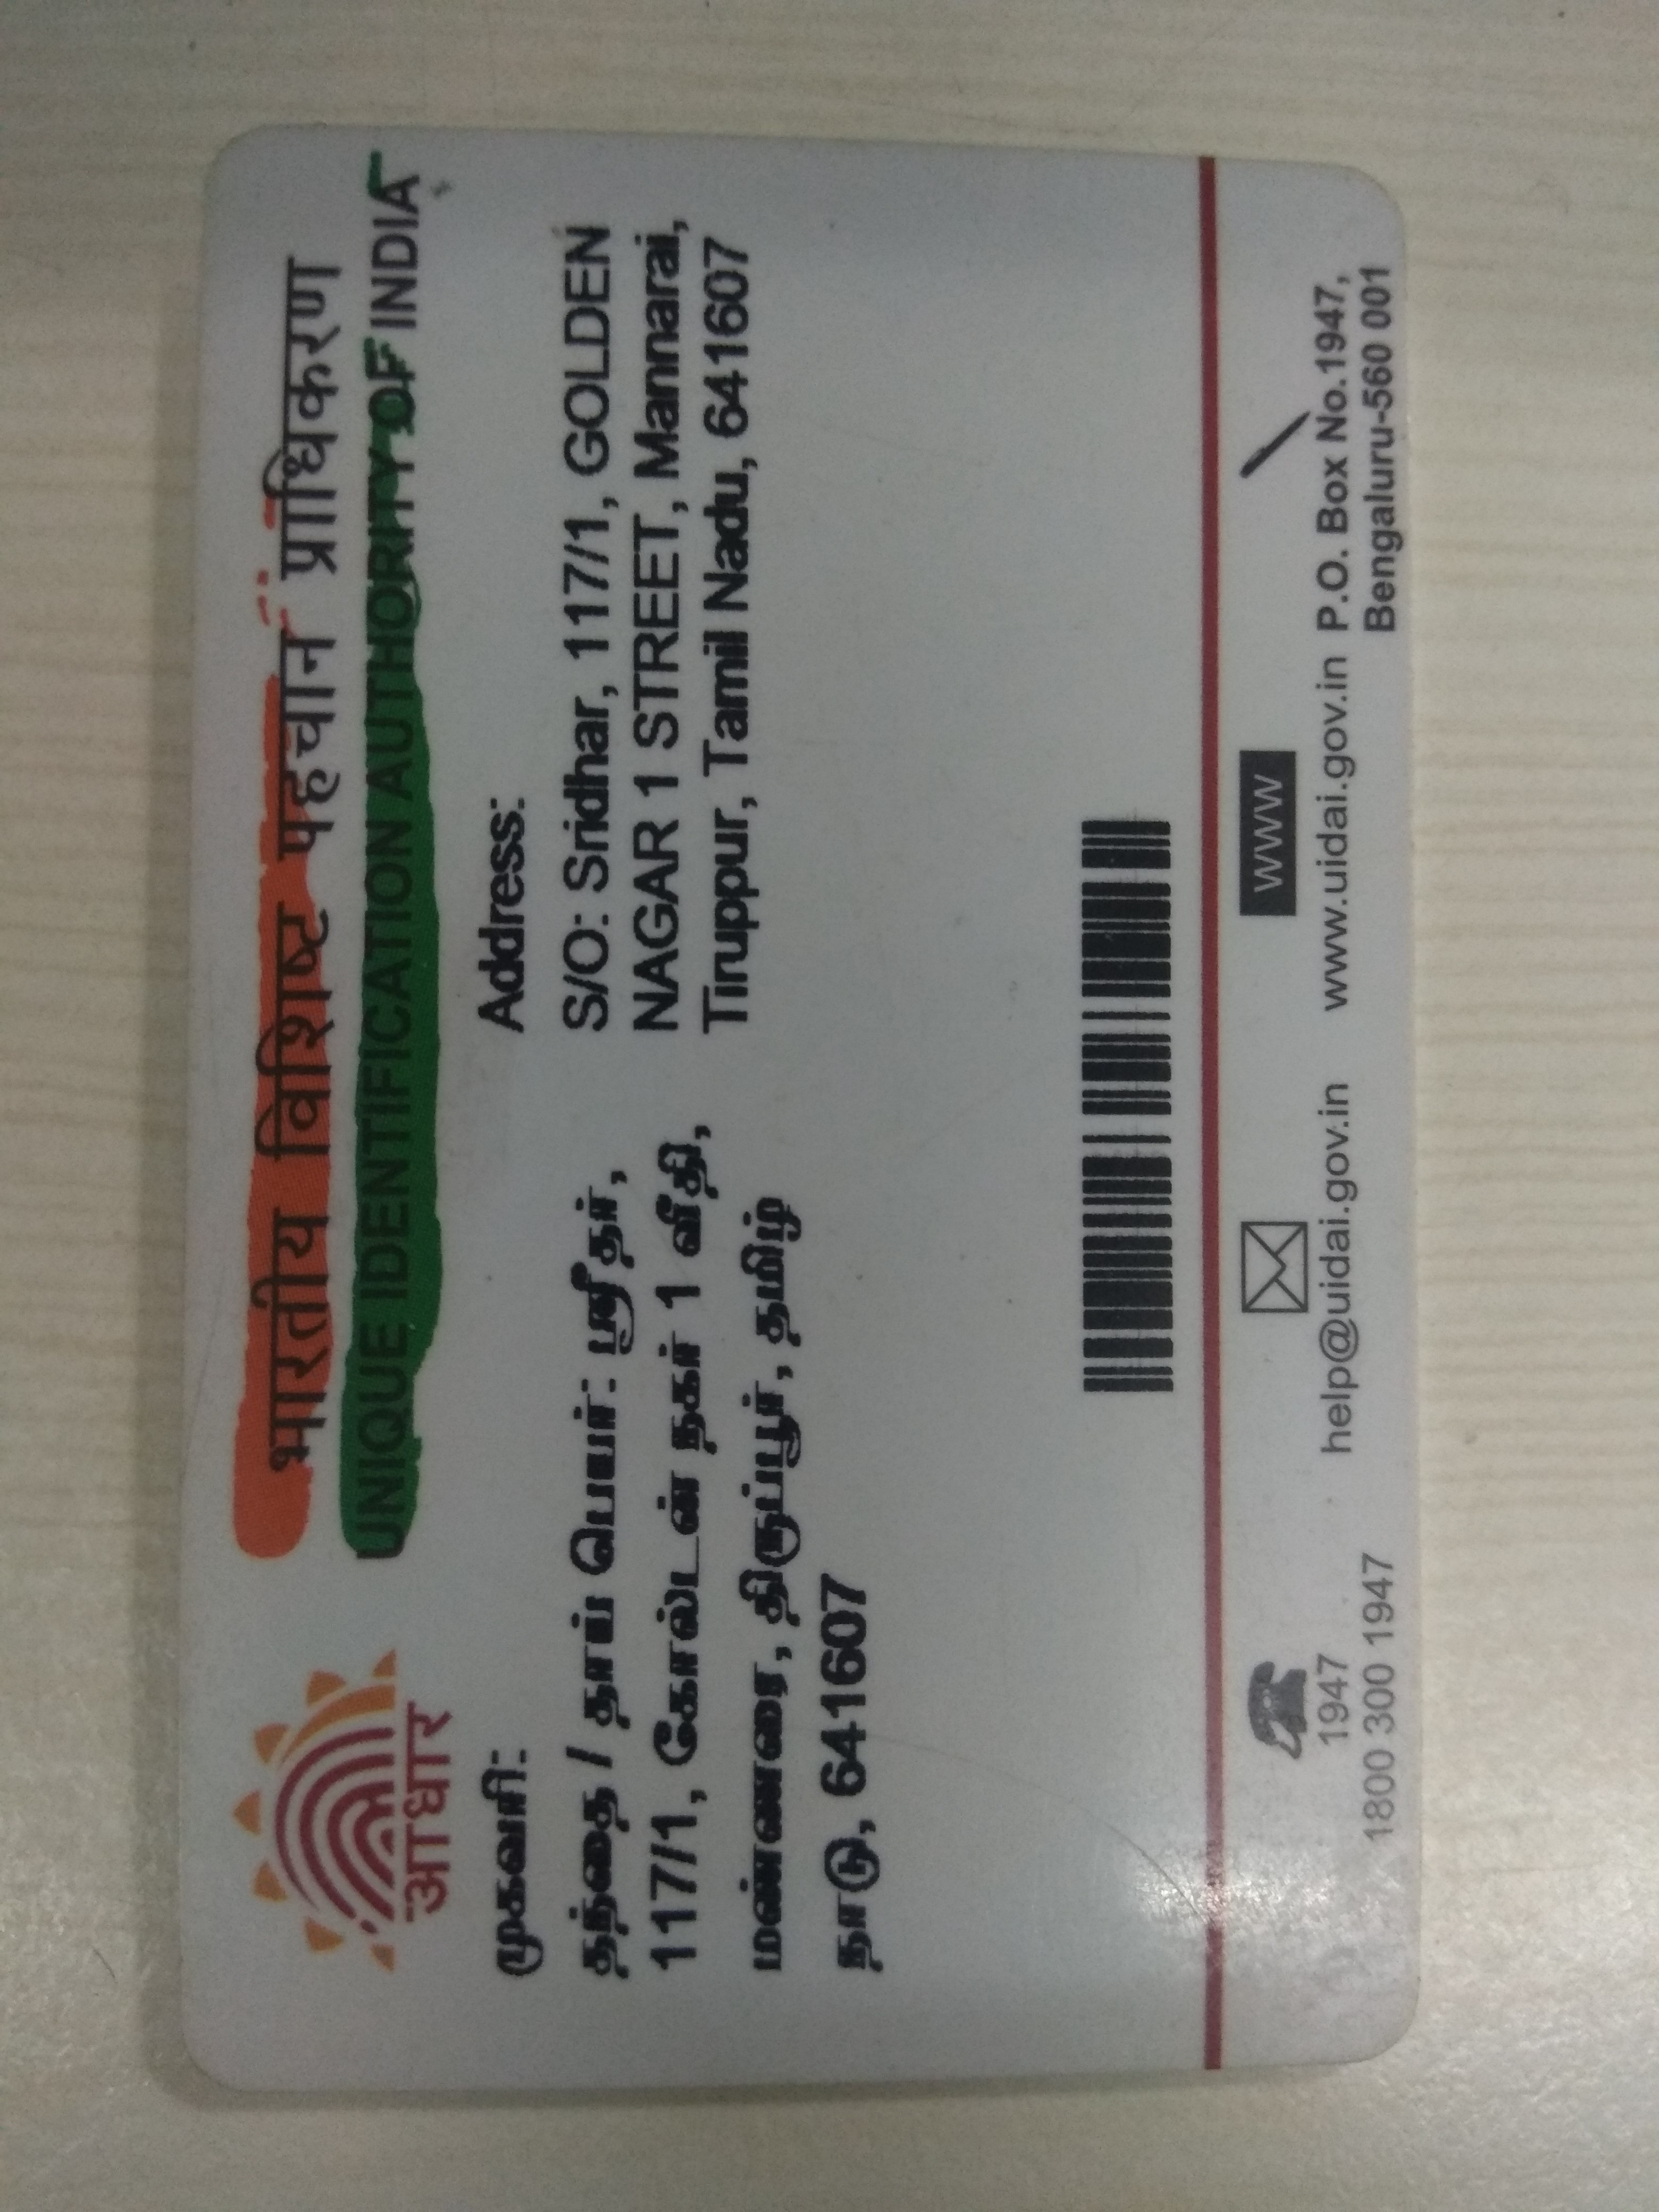 भारतीय विशिष्ट पहचान प्राधिकरण
UNIQUE IDENTIFICATION AUTHORITY OF INDIA
आधार
முகவரி:
தந்தை / தாய் பெயர்: ஸ்ரீதர்,
117/1, கோல்டன் நகர் 1 வீதி,
மண்ணரை, திருப்பூர், தமிழ்
நாடு, 641607
Address:
S/O: Sridhar, 117/1, GOLDEN
NAGAR 1 STREET, Mannarai,
Tiruppur, Tamil Nadu, 641607
1947
1800 300 1947
help@uidai.gov.in
WWW
www.uidai.gov.in
P.O. Box No.1947,
Bengaluru-560 001